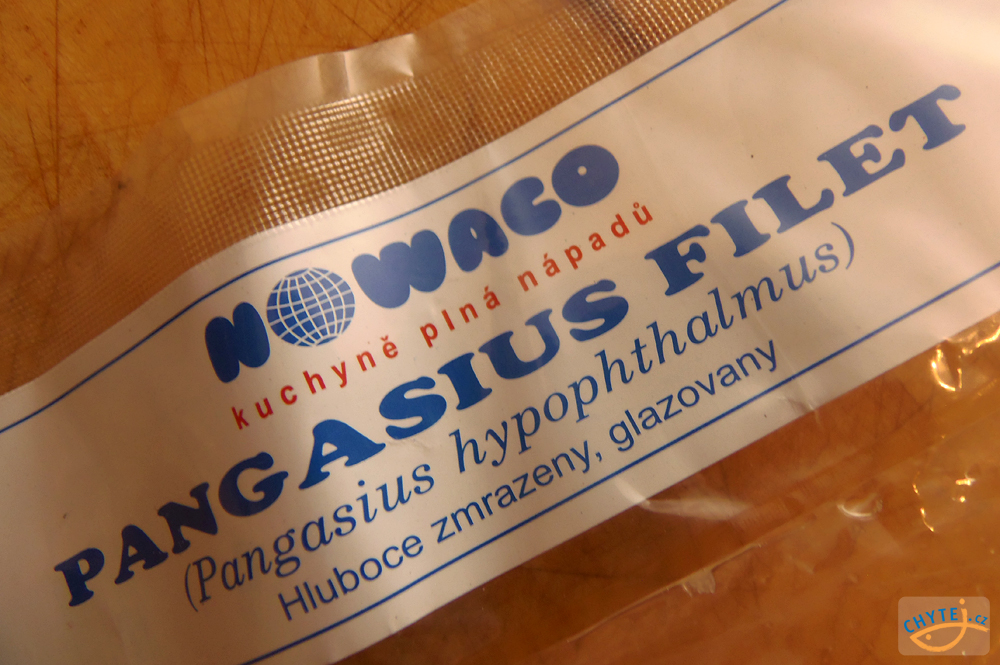 NOWACO
kuchyně plná nápadů
PANGASIUS FILET
(Pangasius hypophthalmus)
Hluboce zmrazeny, glazovany
CHYTEJ.cz